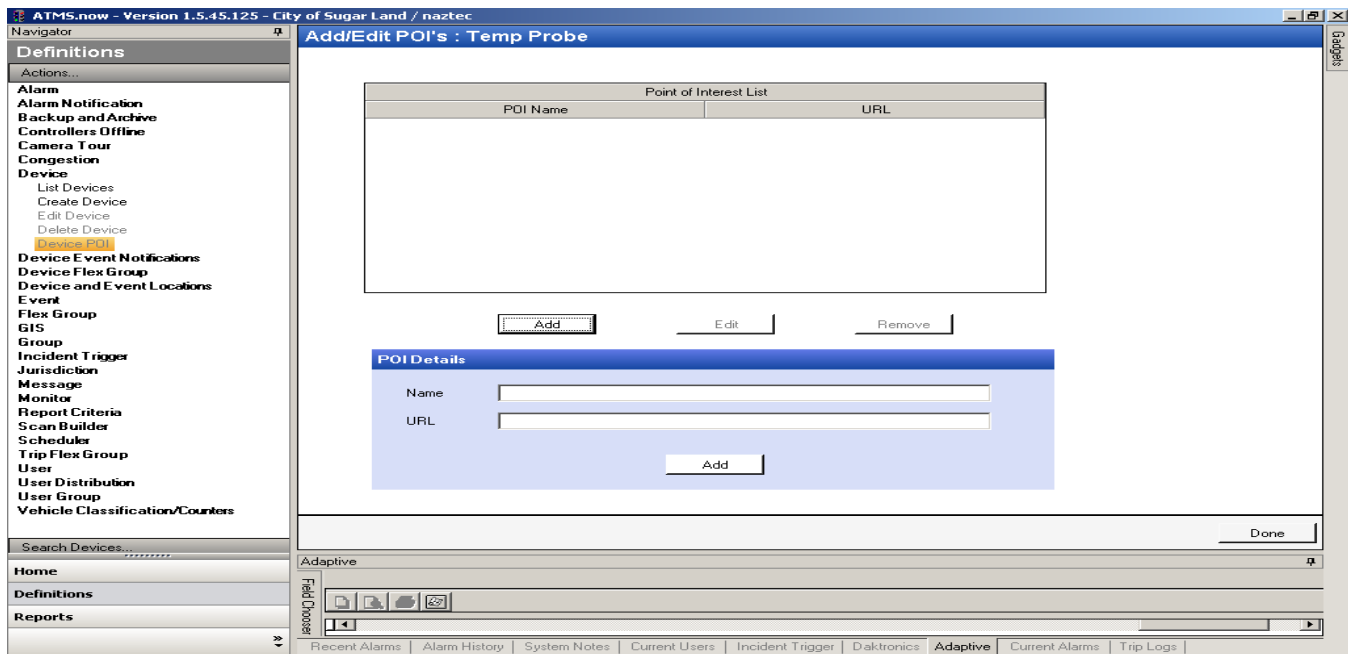 ATMS.now - Version 1.5.45.125 - City of Sugar Land / naztec
Navigator
Definitions
Actions...
Alarm
Alarm Notification
Backup and Archive
Controllers Offline
Camera Tour
Congestion
Device
List Devices
Create Device
Edit Device
Delete Device
Device POI
Device Event Notifications
Device Flex Group
Device and Event Locations
Event
Flex Group
GIS
Group
Incident Trigger
Jurisdiction
Message
Monitor
Report Criteria
Scan Builder
Scheduler
Trip Flex Group
User
User Distribution
User Group
Vehicle Classification/Counters
Search Devices...
Home
Definitions
Reports
Add/Edit POI's : Temp Probe
Point of Interest List
POI Name URL
Add Edit Remove
POI Details
Name
URL
Add
Done
Gadgets
Adaptive
Field Chooser
Recent Alarms Alarm History System Notes Current Users Incident Trigger Daktronics Adaptive Current Alarms Trip Logs